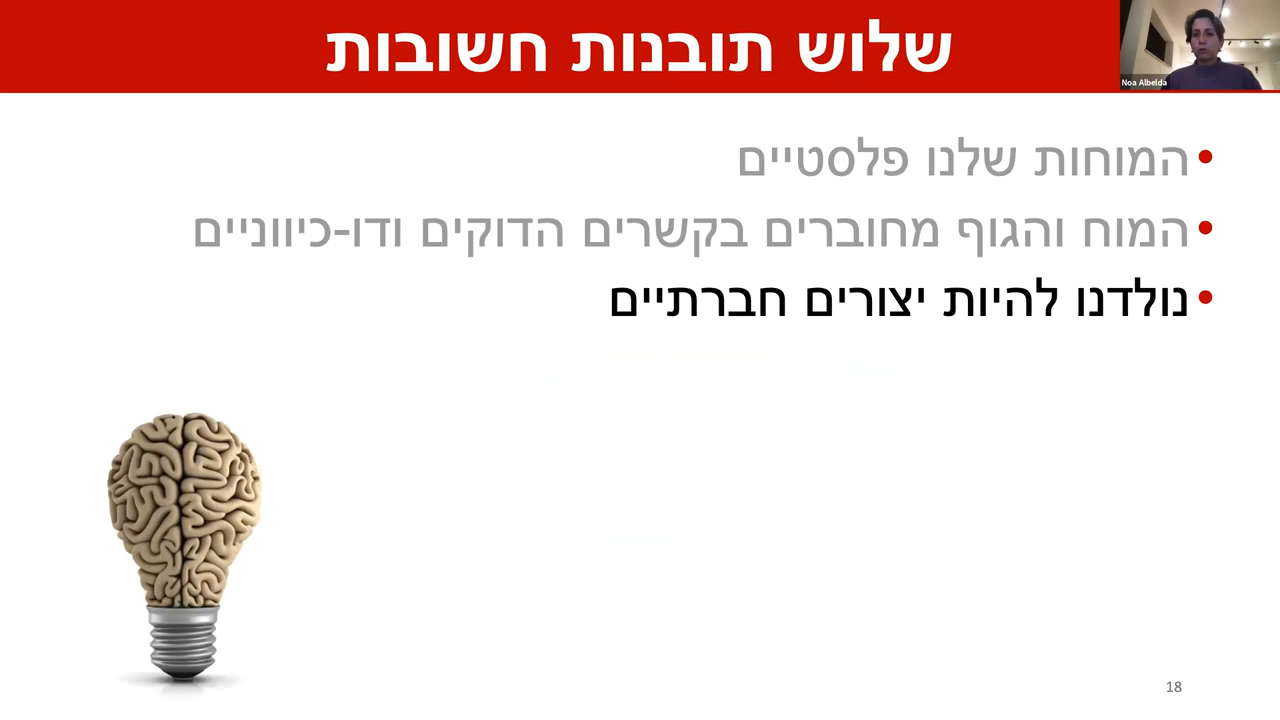 שלוש תובנות חשובות
Noa Albelda
•המוחות שלנו פלסטיים
•המוח והגוף מחוברים בקשרים הדוקים ודו-כיווניים
•נולדנו להיות יצורים חברתיים
18